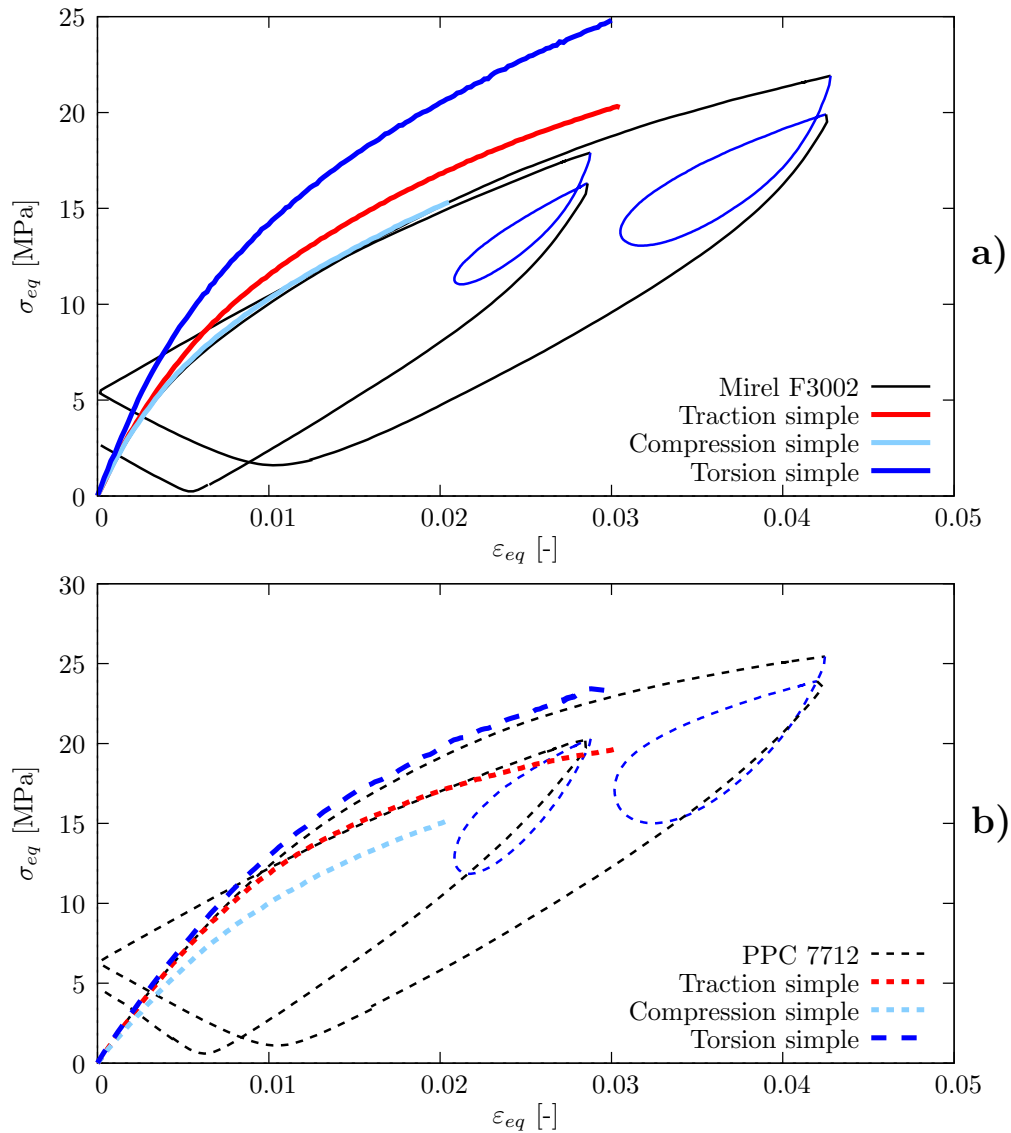 25
20
15
10
5
0
σeq [MPa]
a)
Mirel F3002
Traction simple
Compression simple
Torsion simple
0 0.01 0.02 0.03 0.04 0.05
εeq [-]
30
25
20
15
10
5
0
σeq [MPa]
b)
PPC 7712
Traction simple
Compression simple
Torsion simple
0 0.01 0.02 0.03 0.04 0.05
εeq [-]